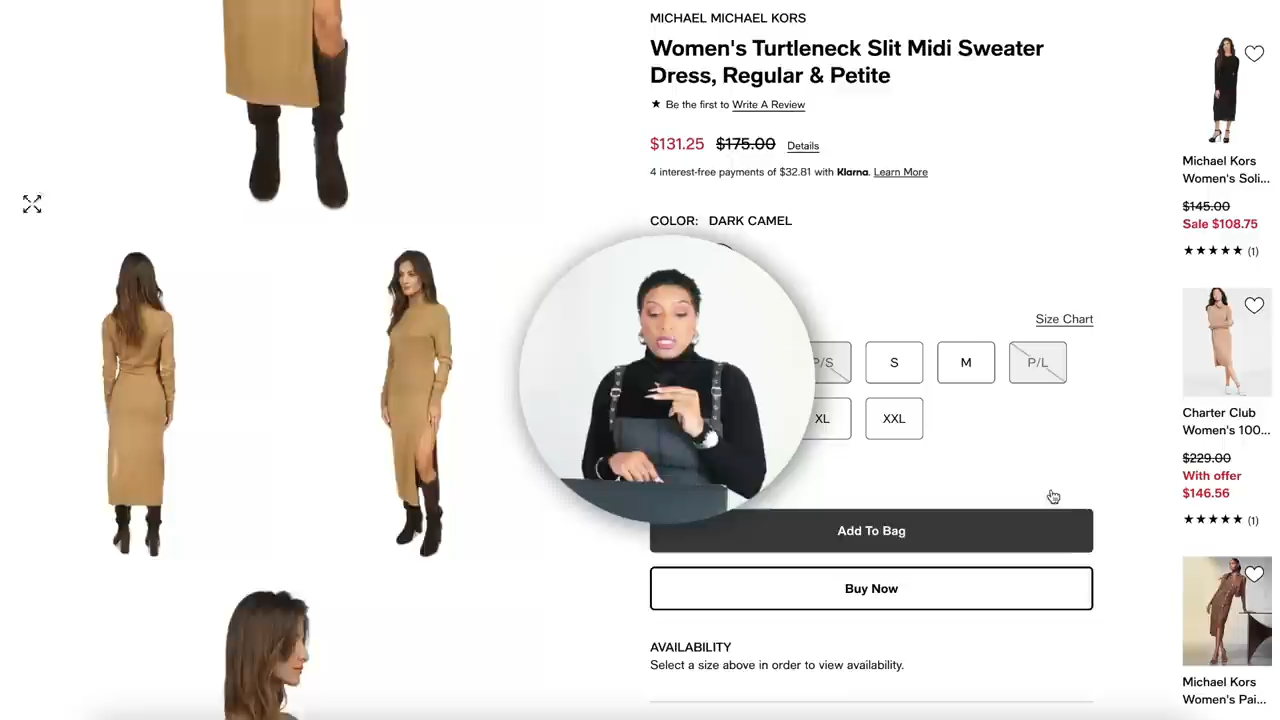 MICHAEL MICHAEL KORS
Women's Turtleneck Slit Midi Sweater
Dress, Regular & Petite
★ Be the first to Write A Review
$131.25 $175.00 Details
4 interest-free payments of $32.81 with Klarna. Learn More
COLOR: DARK CAMEL
Size Chart
P/S S M P/L
XL XXL
Add To Bag
Buy Now
AVAILABILITY
Select a size above in order to view availability.
Michael Kors
Women's Soli...
$145.00
Sale $108.75
★★★★★ (1)
Charter Club
Women's 100...
$229.00
With offer
$146.56
★★★★★ (1)
Michael Kors
Women's Pai...